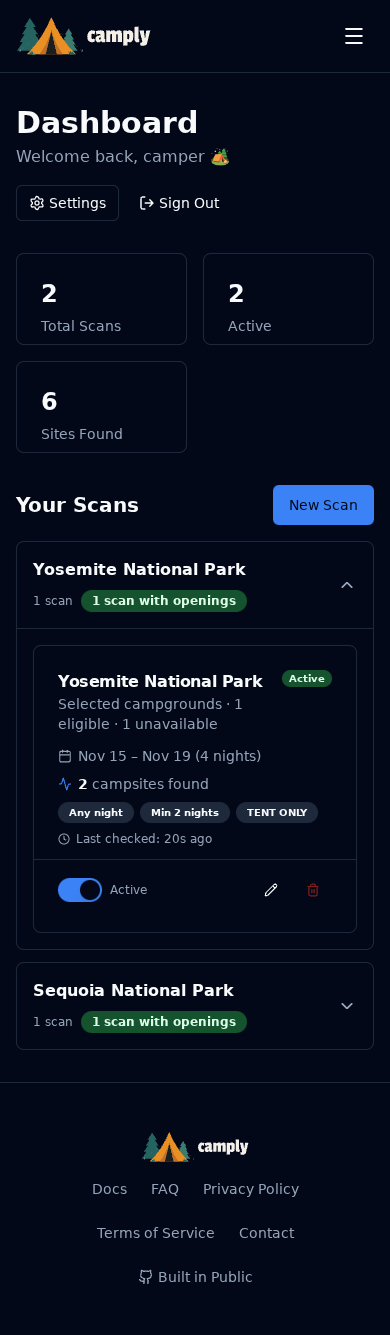 camply
Dashboard
Welcome back, camper 🏕️
Settings
Sign Out
2
Total Scans
2
Active
6
Sites Found
Your Scans
New Scan
Yosemite National Park
1 scan
1 scan with openings
Yosemite National Park
Active
Selected campgrounds · 1
eligible · 1 unavailable
Nov 15 – Nov 19 (4 nights)
2 campsites found
Any night
Min 2 nights
TENT ONLY
Last checked: 20s ago
Active
Sequoia National Park
1 scan
1 scan with openings
camply
Docs
FAQ
Privacy Policy
Terms of Service
Contact
Built in Public